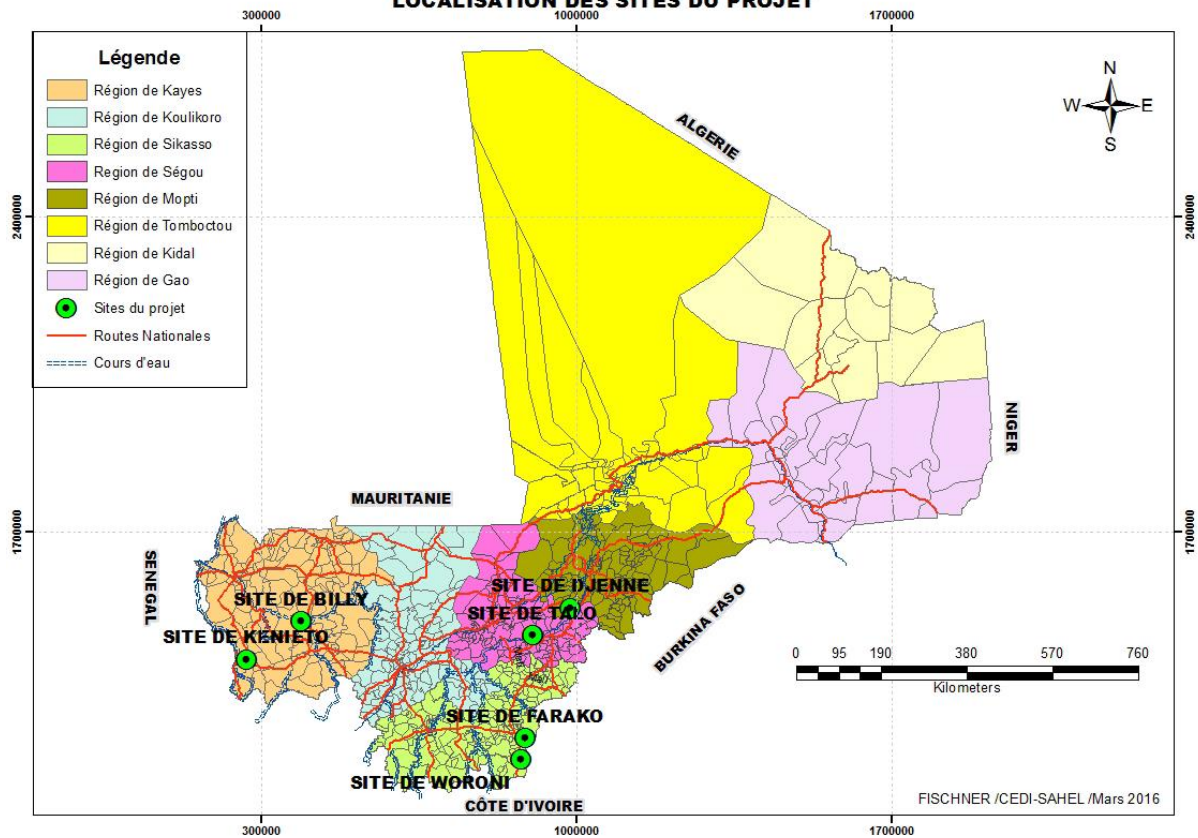 LOCALISATION DES SITES DU PROJET
300000 1000000 1700000
Légende
Région de Kayes
Région de Koulikoro
Région de Sikasso
Region de Ségou
Région de Mopti
Région de Tomboctou
Région de Kidal
Région de Gao
Sites du projet
Routes Nationales
Cours d'eau
N
W E
S
ALGERIE
2400000 2400000
NIGER
MAURITANIE
1700000 1700000
SENEGAL
SITE DE DJENNE
SITE DE BILLY
SITE DE TALO
BURKINA FASO
SITE DE KENIETO
0 95 190 380 570 760
Kilometers
SITE DE FARAKO
SITE DE WORONI
CÔTE D'IVOIRE
FISCHNER /CEDI-SAHEL /Mars 2016
300000 1000000 1700000